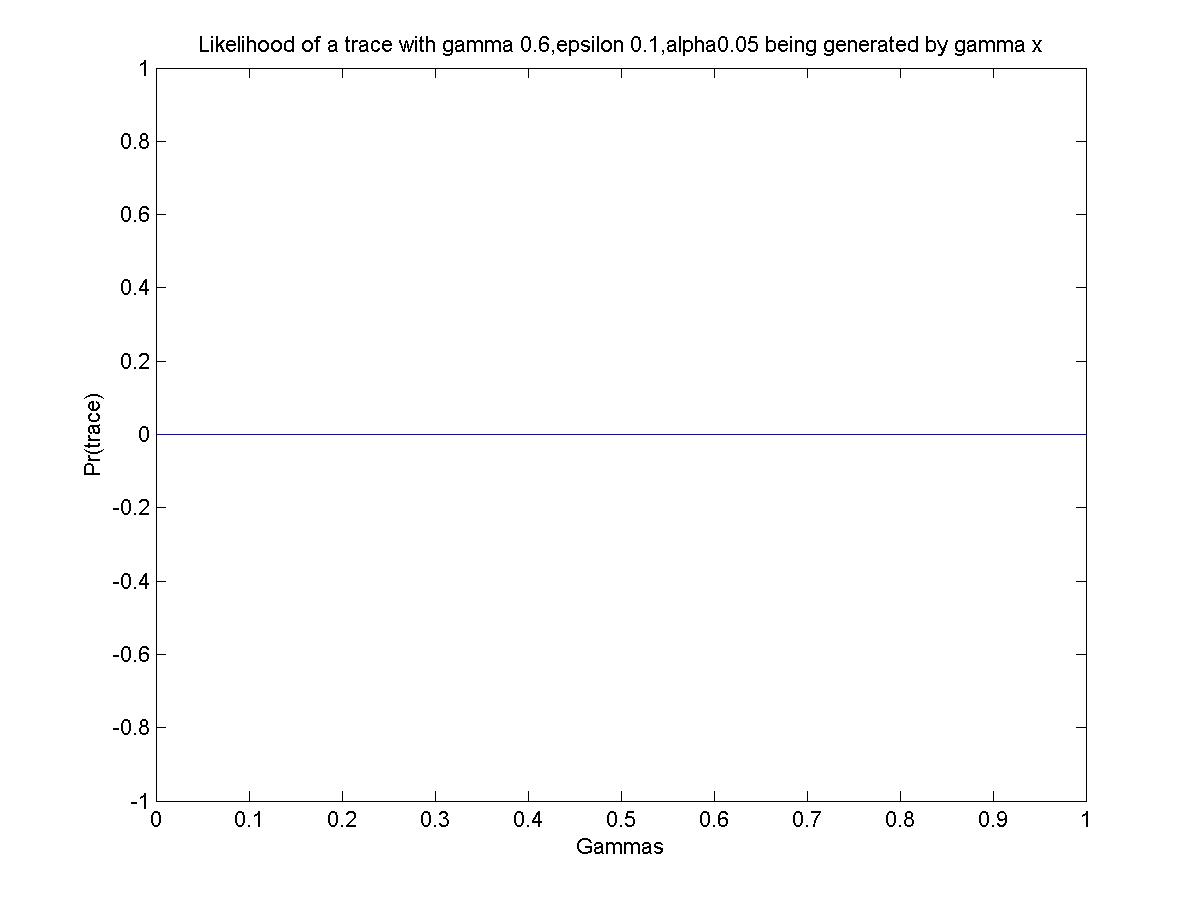 Likelihood of a trace with gamma 0.6,epsilon 0.1,alpha0.05 being generated by gamma x
1
0.8
0.6
0.4
0.2
0
-0.2
-0.4
-0.6
-0.8
-1
Pr(trace)
0 0.1 0.2 0.3 0.4 0.5 0.6 0.7 0.8 0.9 1
Gammas